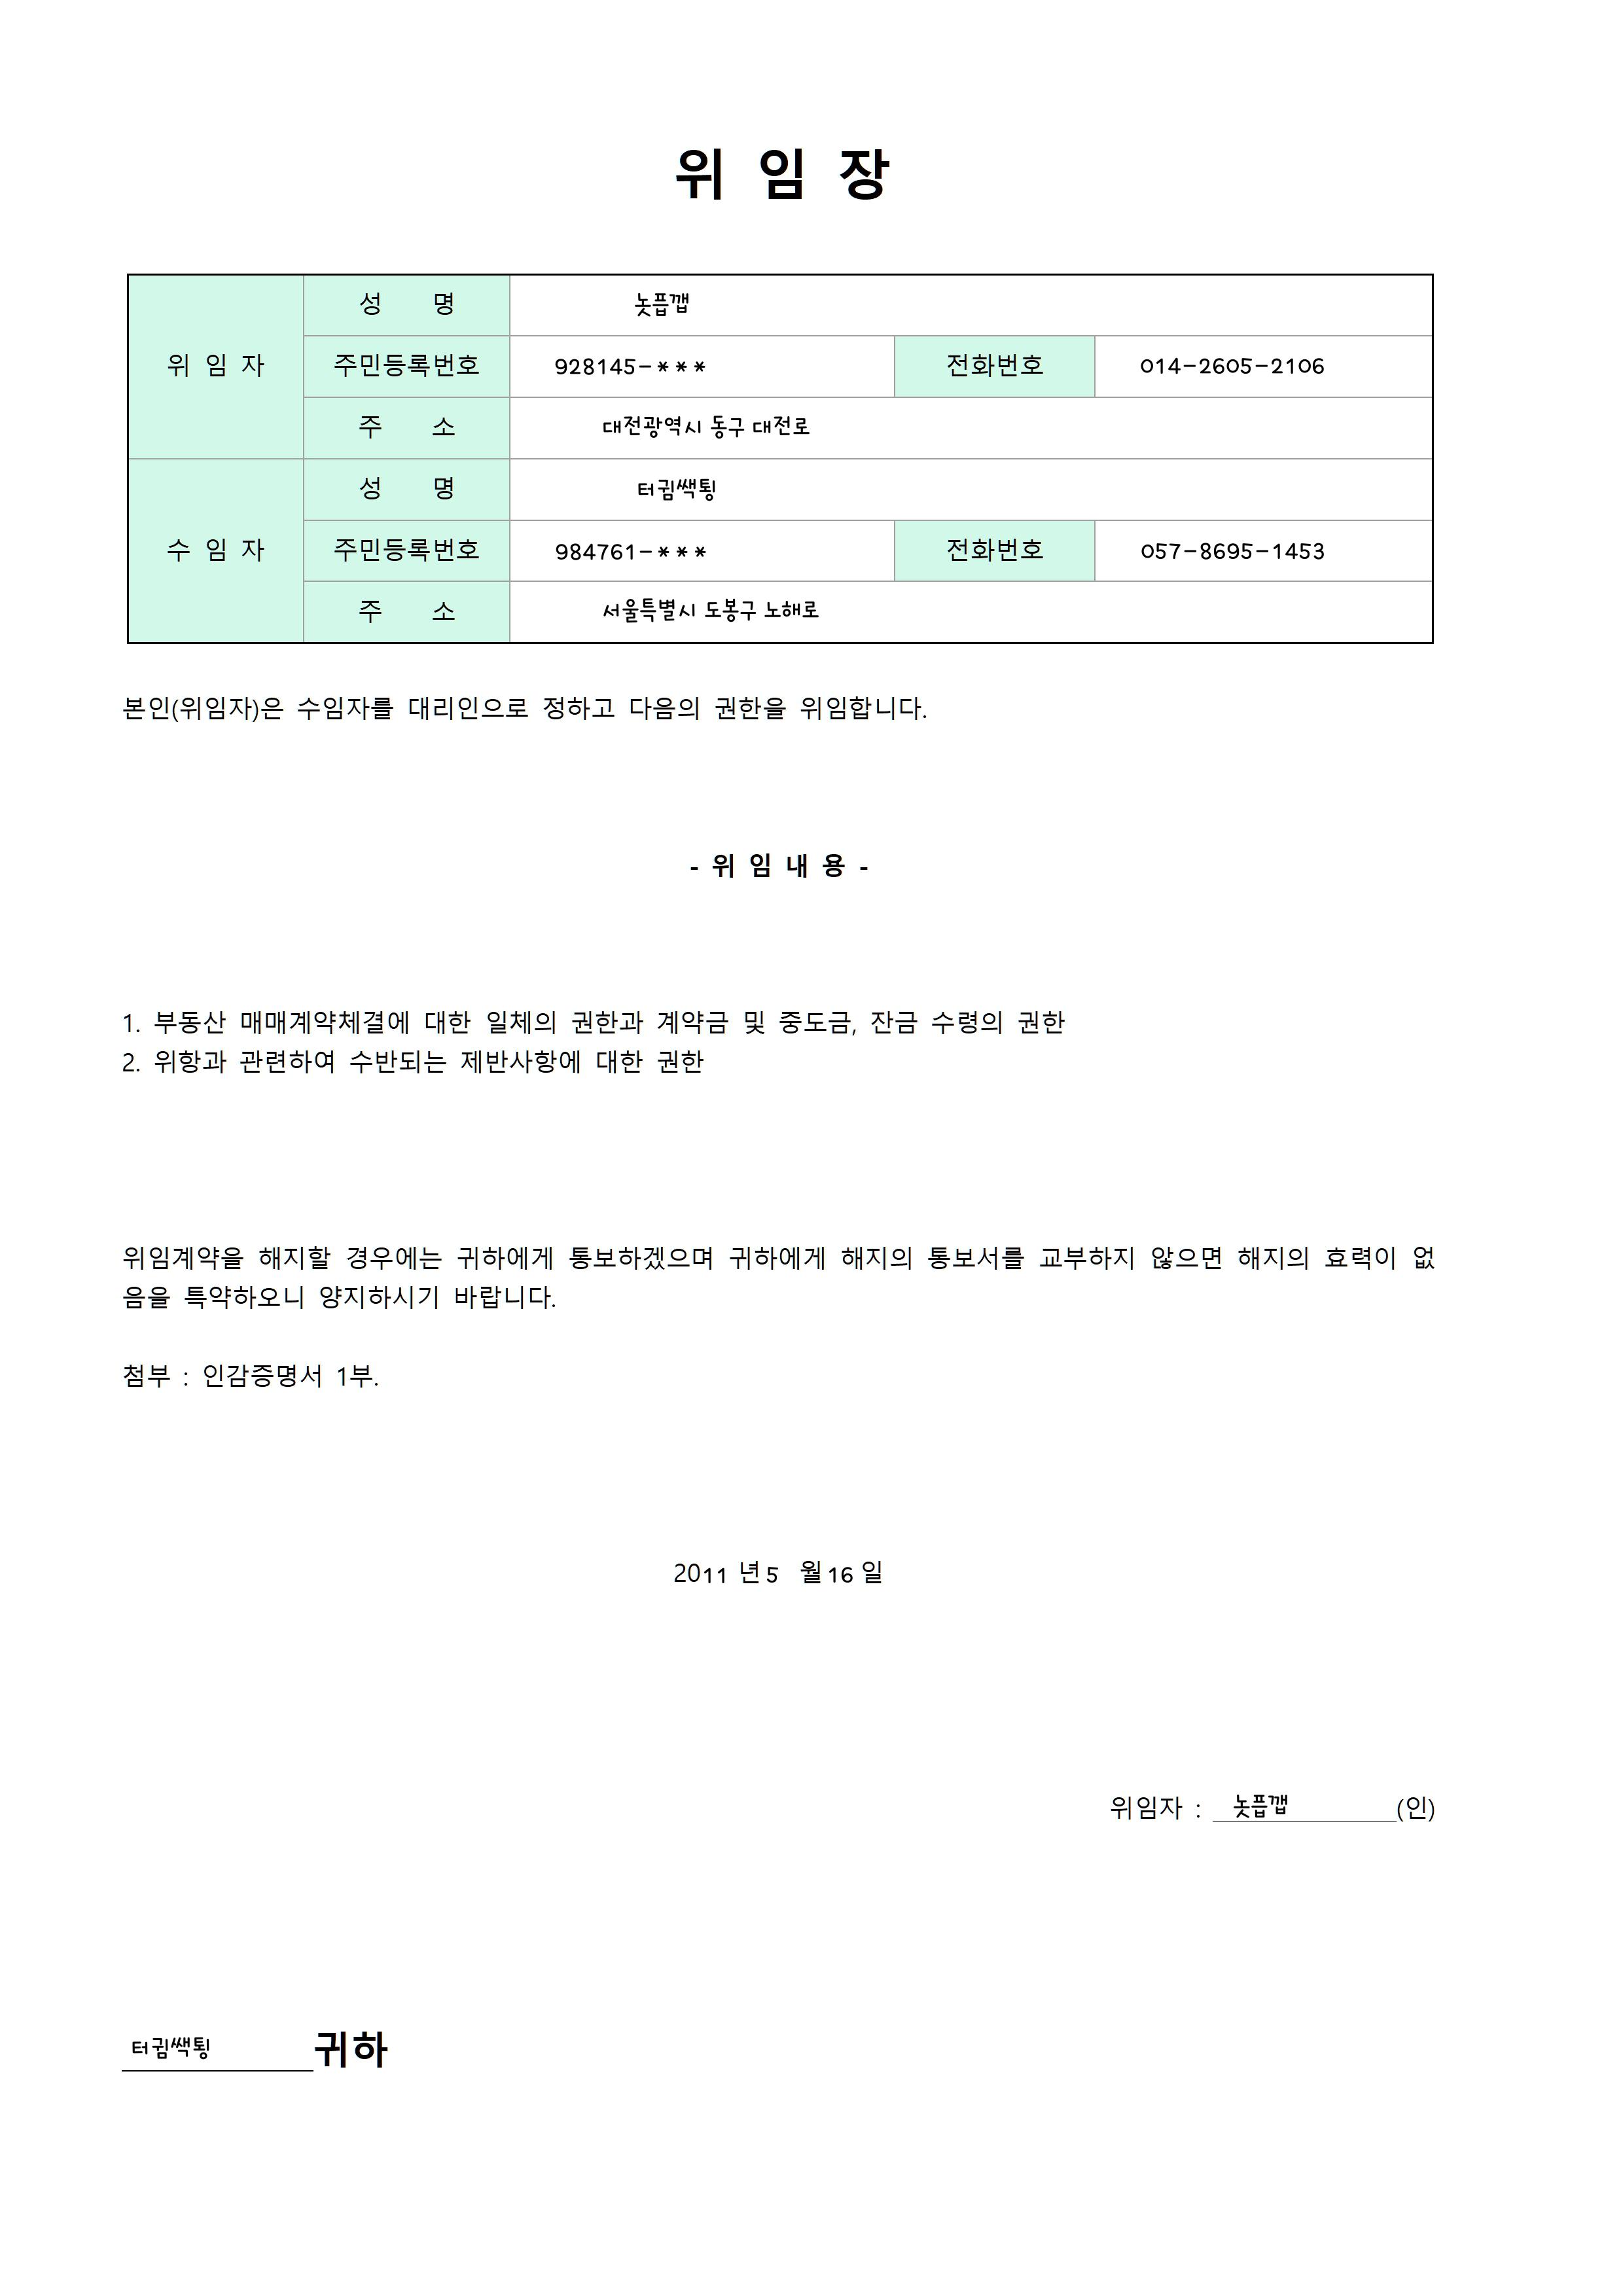 위 임 장
위 임 자
성 명 놋픕깹
주민등록번호 928145-*** 전화번호 014-2605-2106
주 소 대전광역시 동구 대전로
수 임 자
성 명 터귐쌕튕
주민등록번호 984761-*** 전화번호 057-8695-1453
주 소 서울특별시 도봉구 노해로
본인(위임자)은 수임자를 대리인으로 정하고 다음의 권한을 위임합니다.
- 위 임 내 용 -
1. 부동산 매매계약체결에 대한 일체의 권한과 계약금 및 중도금, 잔금 수령의 권한
2. 위항과 관련하여 수반되는 제반사항에 대한 권한
위임계약을 해지할 경우에는 귀하에게 통보하겠으며 귀하에게 해지의 통보서를 교부하지 않으면 해지의 효력이 없
음을 특약하오니 양지하시기 바랍니다.
첨부 : 인감증명서 1부.
2011 년 5 월 16 일
위임자 : 놋픕깹 (인)
터귐쌕튕 귀하